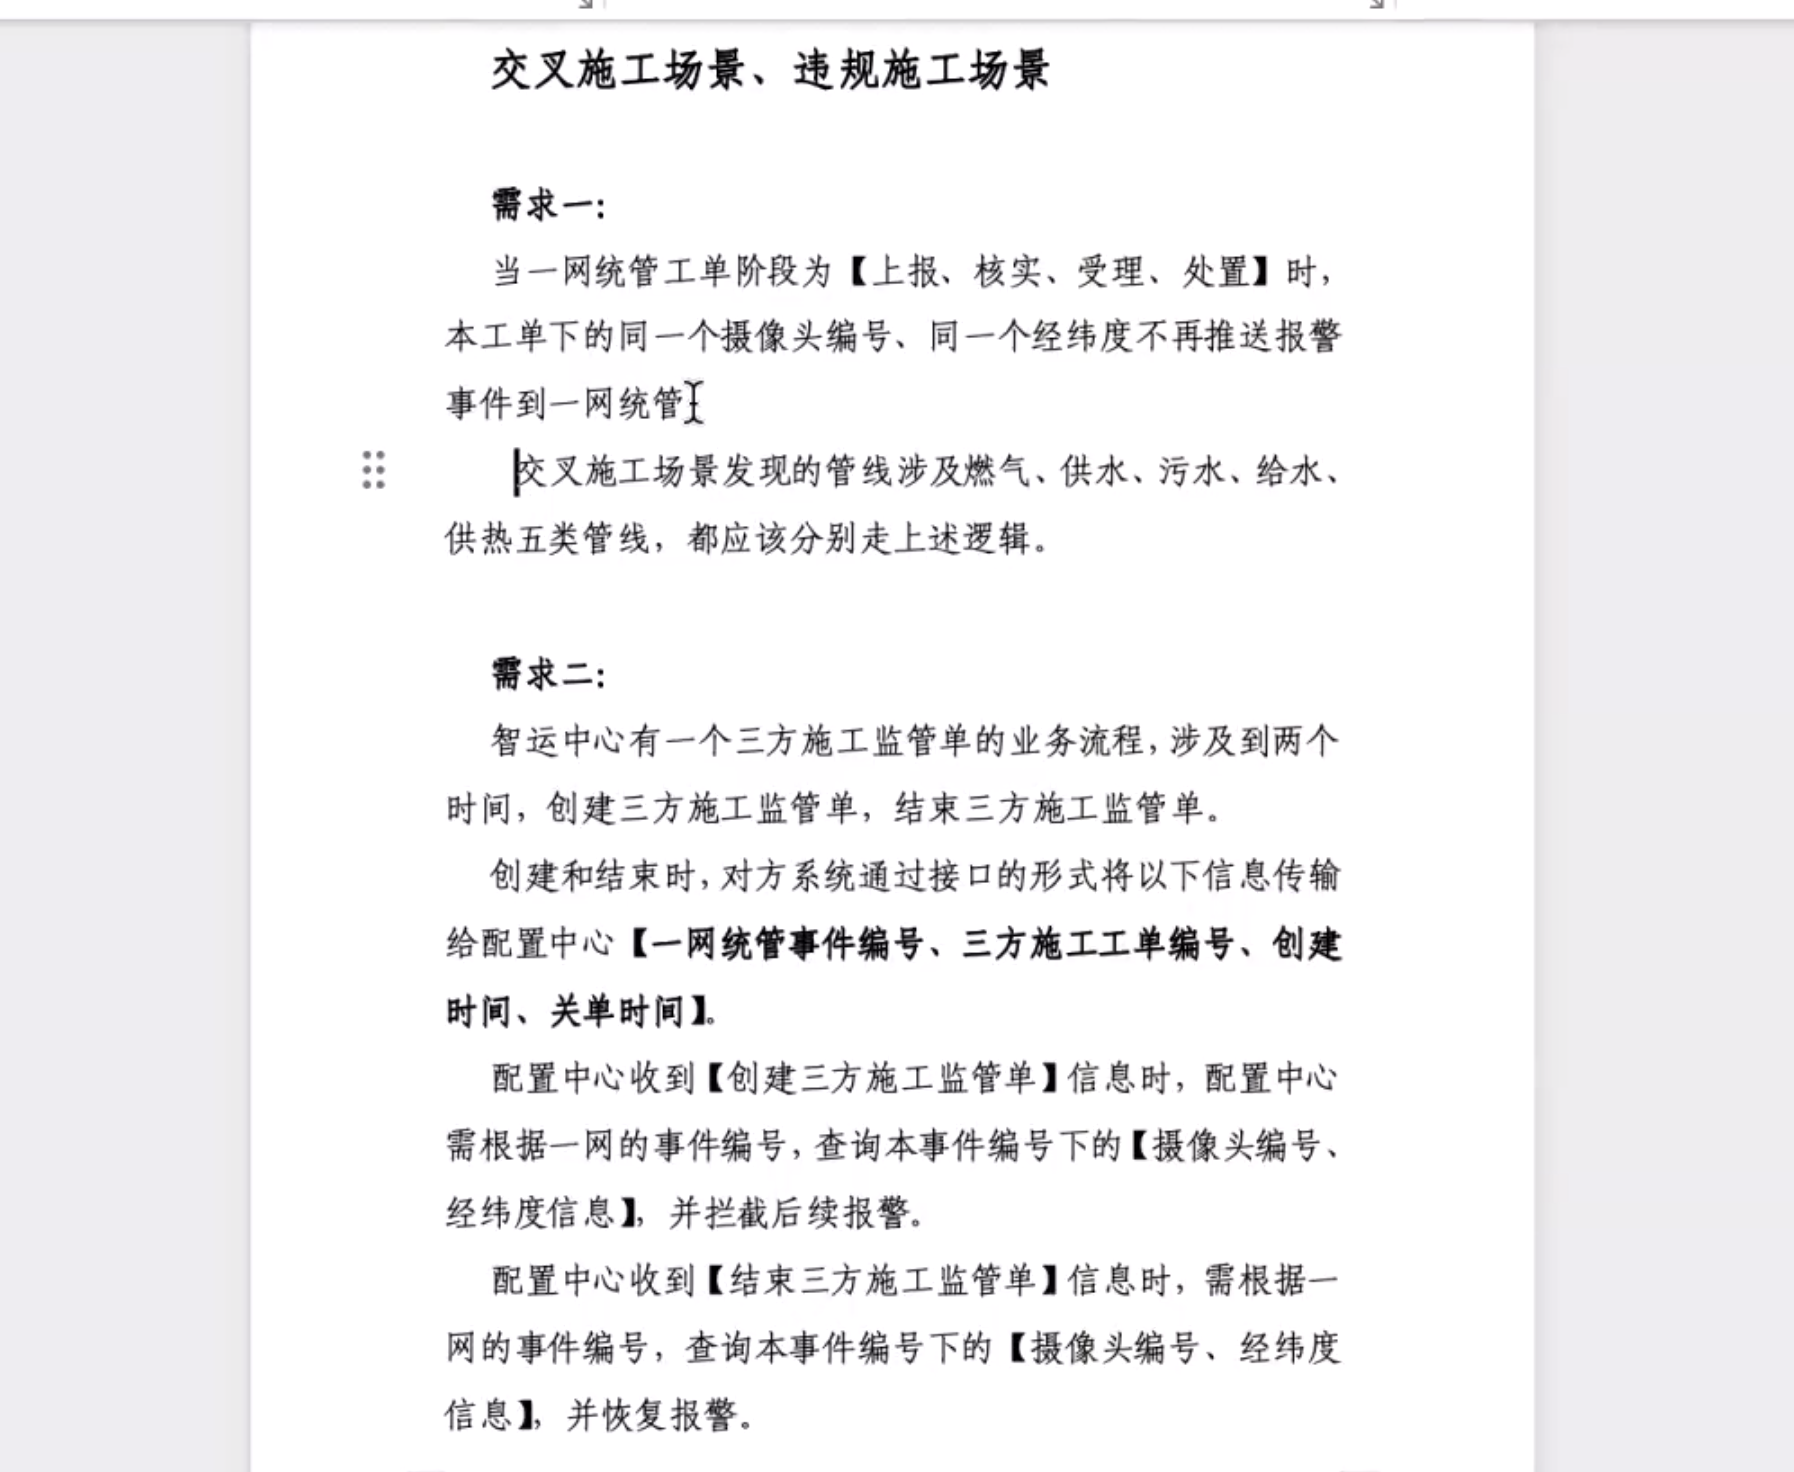 交叉施工场景、违规施工场景
需求一：
当一网统管工单阶段为【上报、核实、受理、处置】时，
本工单下的同一个摄像头编号、同一个经纬度不再推送报警
事件到一网统管
交叉施工场景发现的管线涉及燃气、供水、污水、给水、
供热五类管线，都应该分别走上述逻辑。
需求二：
智运中心有一个三方施工监管单的业务流程，涉及到两个
时间，创建三方施工监管单，结束三方施工监管单。
创建和结束时，对方系统通过接口的形式将以下信息传输
给配置中心【一网统管事件编号、三方施工工单编号、创建
时间、关单时间】。
配置中心收到【创建三方施工监管单】信息时，配置中心
需根据一网的事件编号，查询本事件编号下的【摄像头编号、
经纬度信息】，并拦截后续报警。
配置中心收到【结束三方施工监管单】信息时，需根据一
网的事件编号，查询本事件编号下的【摄像头编号、经纬度
信息】，并恢复报警。